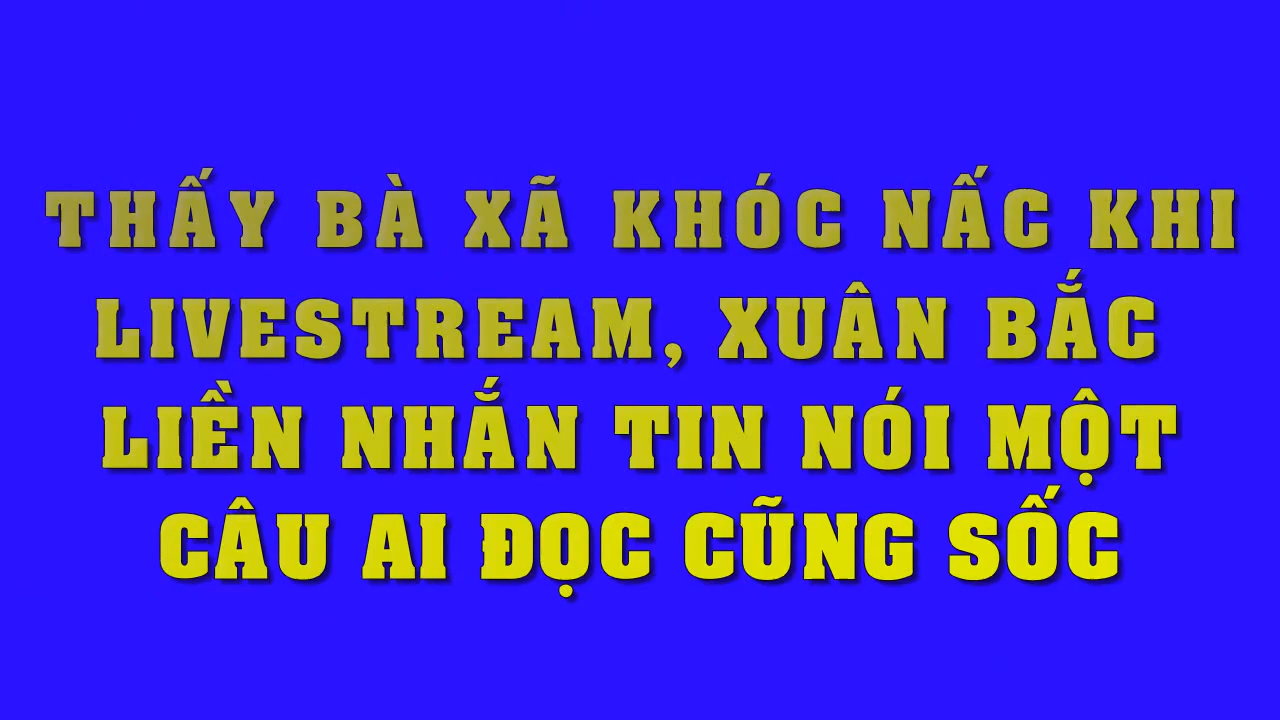 THẤY BÀ XÃ KHÓC NẤC KHI
LIVESTREAM, XUÂN BẮC
LIỀN NHẮN TIN NÓI MỘT
CÂU AI ĐỌC CŨNG SỐC